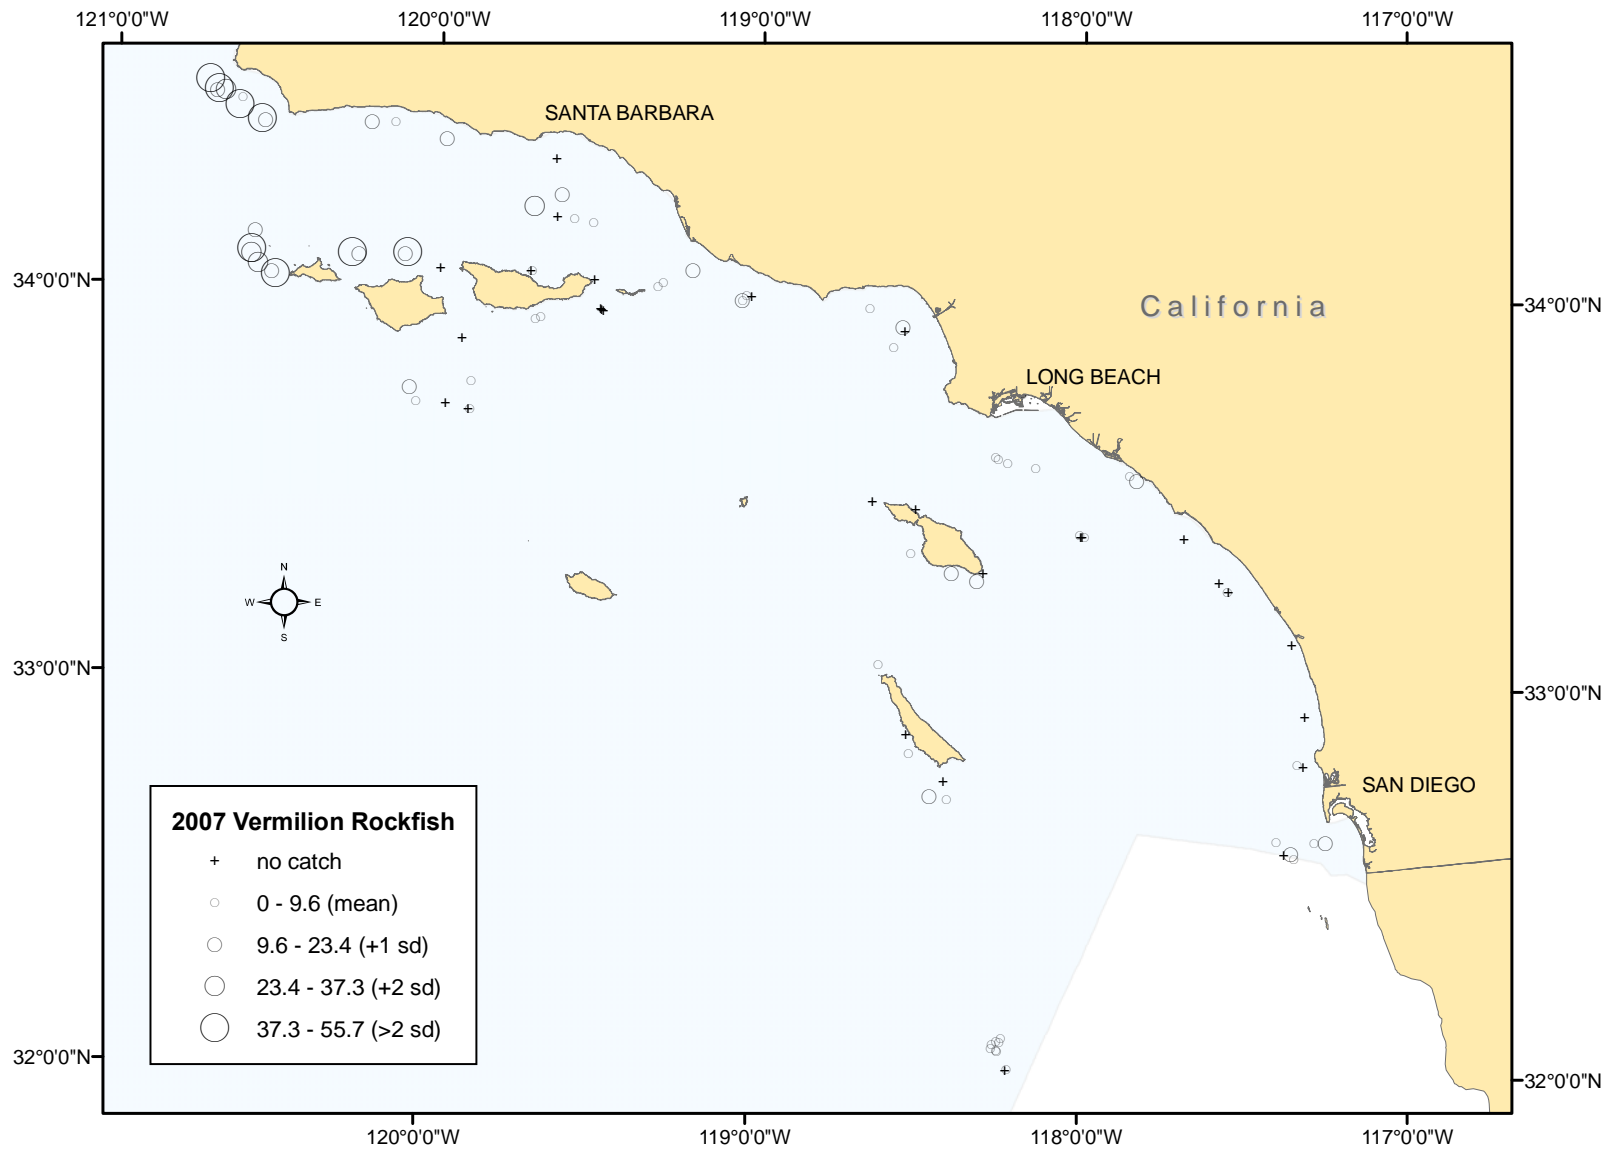 121°0'0"W 120°0'0"W 119°0'0"W 118°0'0"W 117°0'0"W
SANTA BARBARA
34°0'0"N
34°0'0"N
California
LONG BEACH
N
W E
S
33°0'0"N
33°0'0"N
SAN DIEGO
2007 Vermilion Rockfish
no catch
0 - 9.6 (mean)
9.6 - 23.4 (+1 sd)
23.4 - 37.3 (+2 sd)
37.3 - 55.7 (>2 sd)
32°0'0"N
32°0'0"N
120°0'0"W 119°0'0"W 118°0'0"W 117°0'0"W